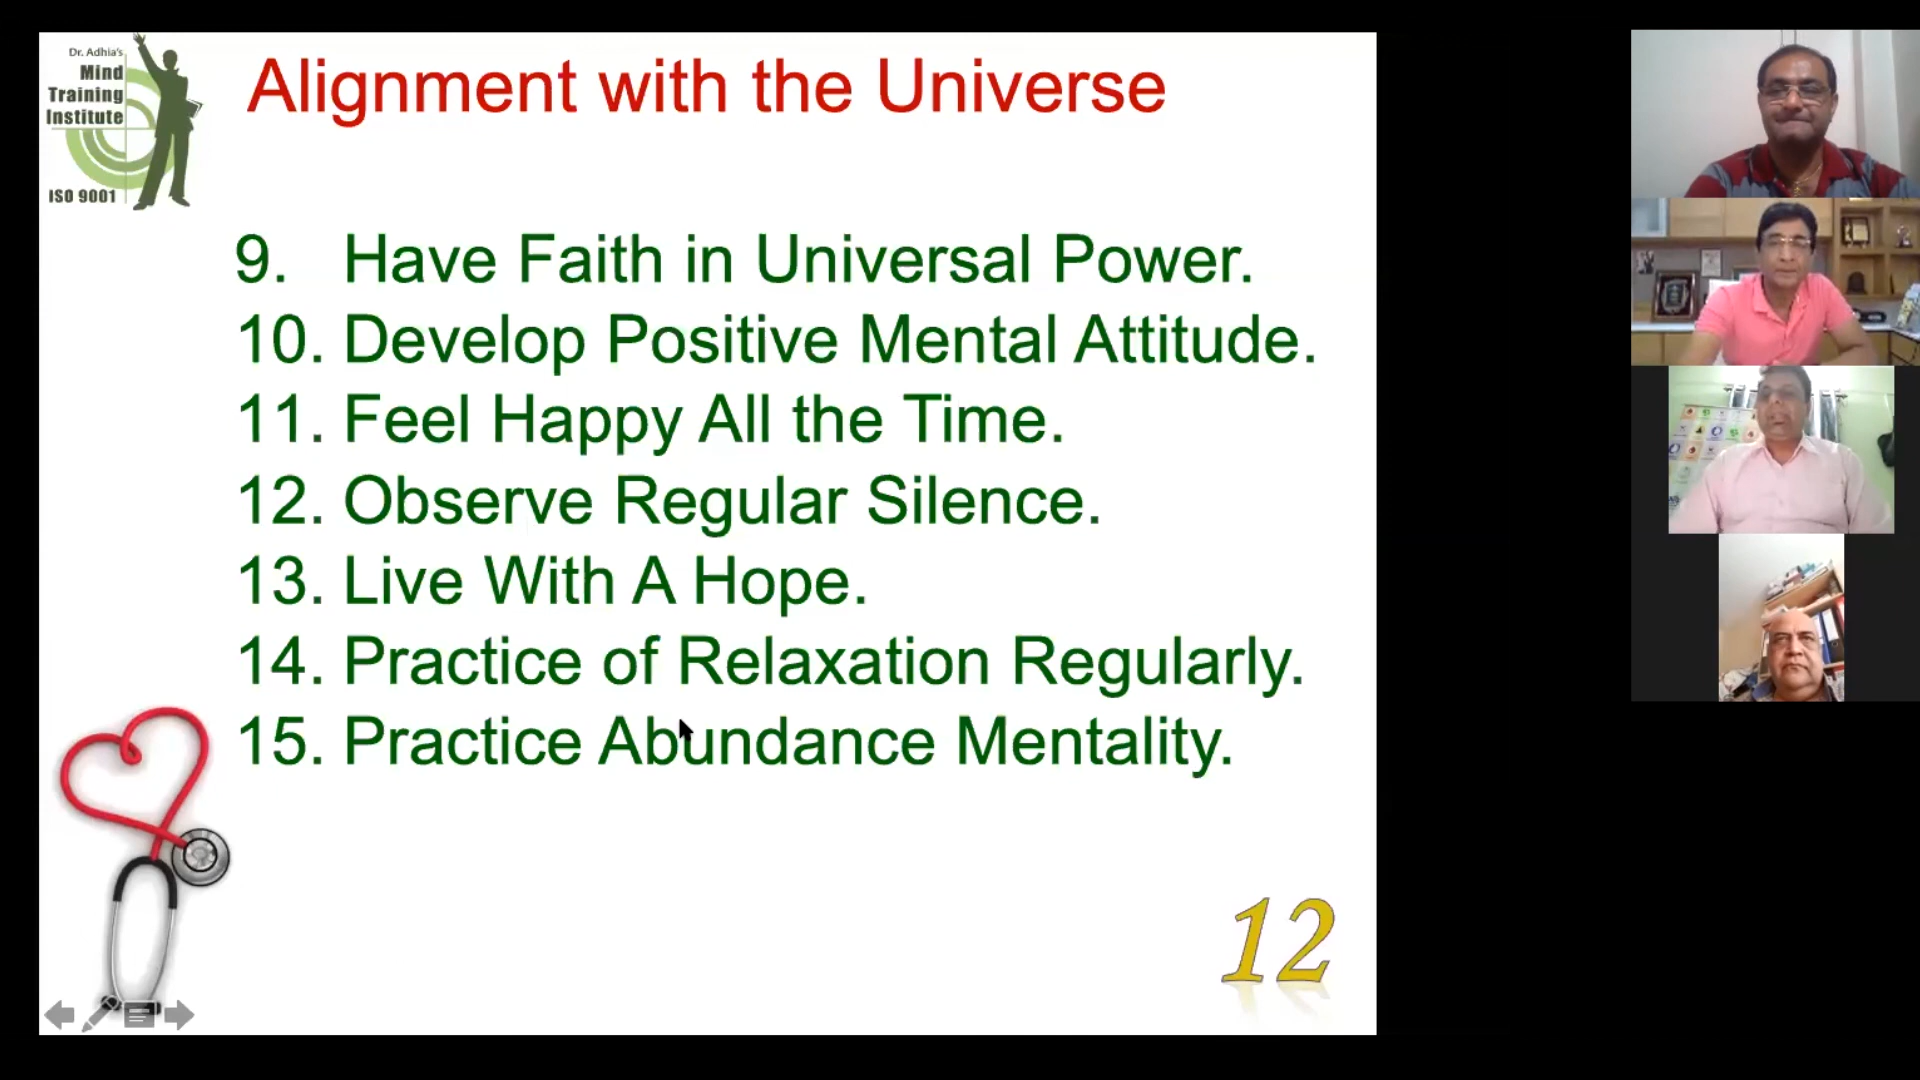 Dr. Adhia's
Mind
Training
Institute
ISO 9001
Alignment with the Universe
9. Have Faith in Universal Power.
10. Develop Positive Mental Attitude.
11. Feel Happy All the Time.
12. Observe Regular Silence.
13. Live With A Hope.
14. Practice of Relaxation Regularly.
15. Practice Abundance Mentality.
12